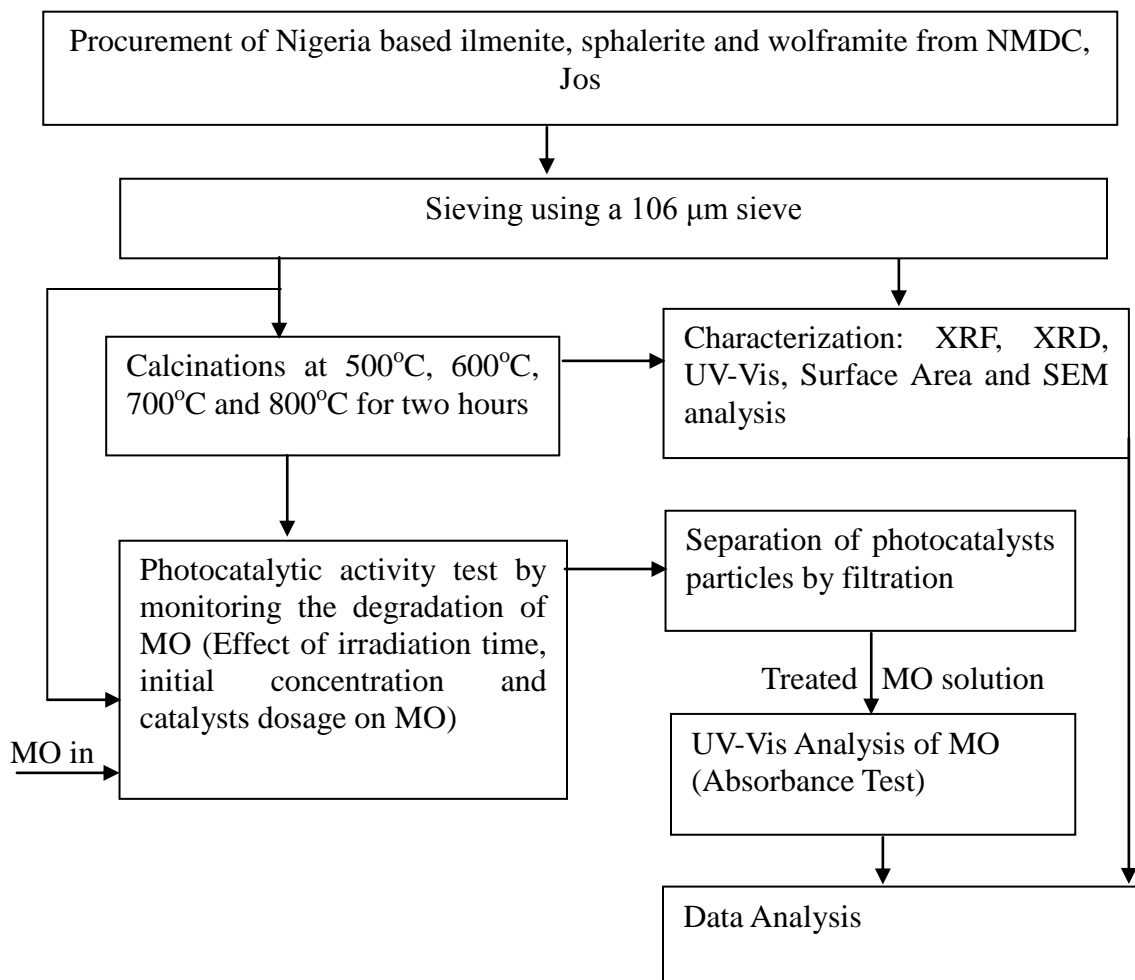 Procurement of Nigeria based ilmenite, sphalerite and wolframite from NMDC,
Jos
Sieving using a 106 μm sieve
Calcinations at 500°C, 600°C,
700°C and 800°C for two hours
Characterization: XRF, XRD,
UV-Vis, Surface Area and SEM
analysis
Photocatalytic activity test by
monitoring the degradation of
MO (Effect of irradiation time,
initial concentration and
catalysts dosage on MO)
MO in
Separation of photocatalysts
particles by filtration
Treated MO solution
UV-Vis Analysis of MO
(Absorbance Test)
Data Analysis